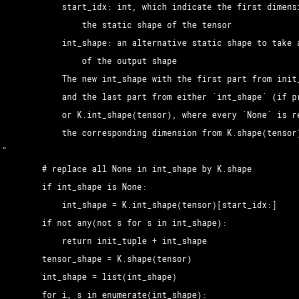 start_idx: int, which indicate the first
the static shape of the tensor
int_shape: an alternative static shape to take
of the output shape
The new int_shape with the first part from
and the last part from either `int_shape` (if
or K.int_shape(tensor), where every `None` is
the corresponding dimension from K.shape(tensor)
"
# replace all None in int_shape by K.shape
if int_shape is None:
int_shape = K.int_shape(tensor)[start_idx:]
if not any(not s for s in int_shape):
return init_tuple + int_shape
tensor_shape = K.shape(tensor)
int_shape = list(int_shape)
for i, s in enumerate(int_shape):